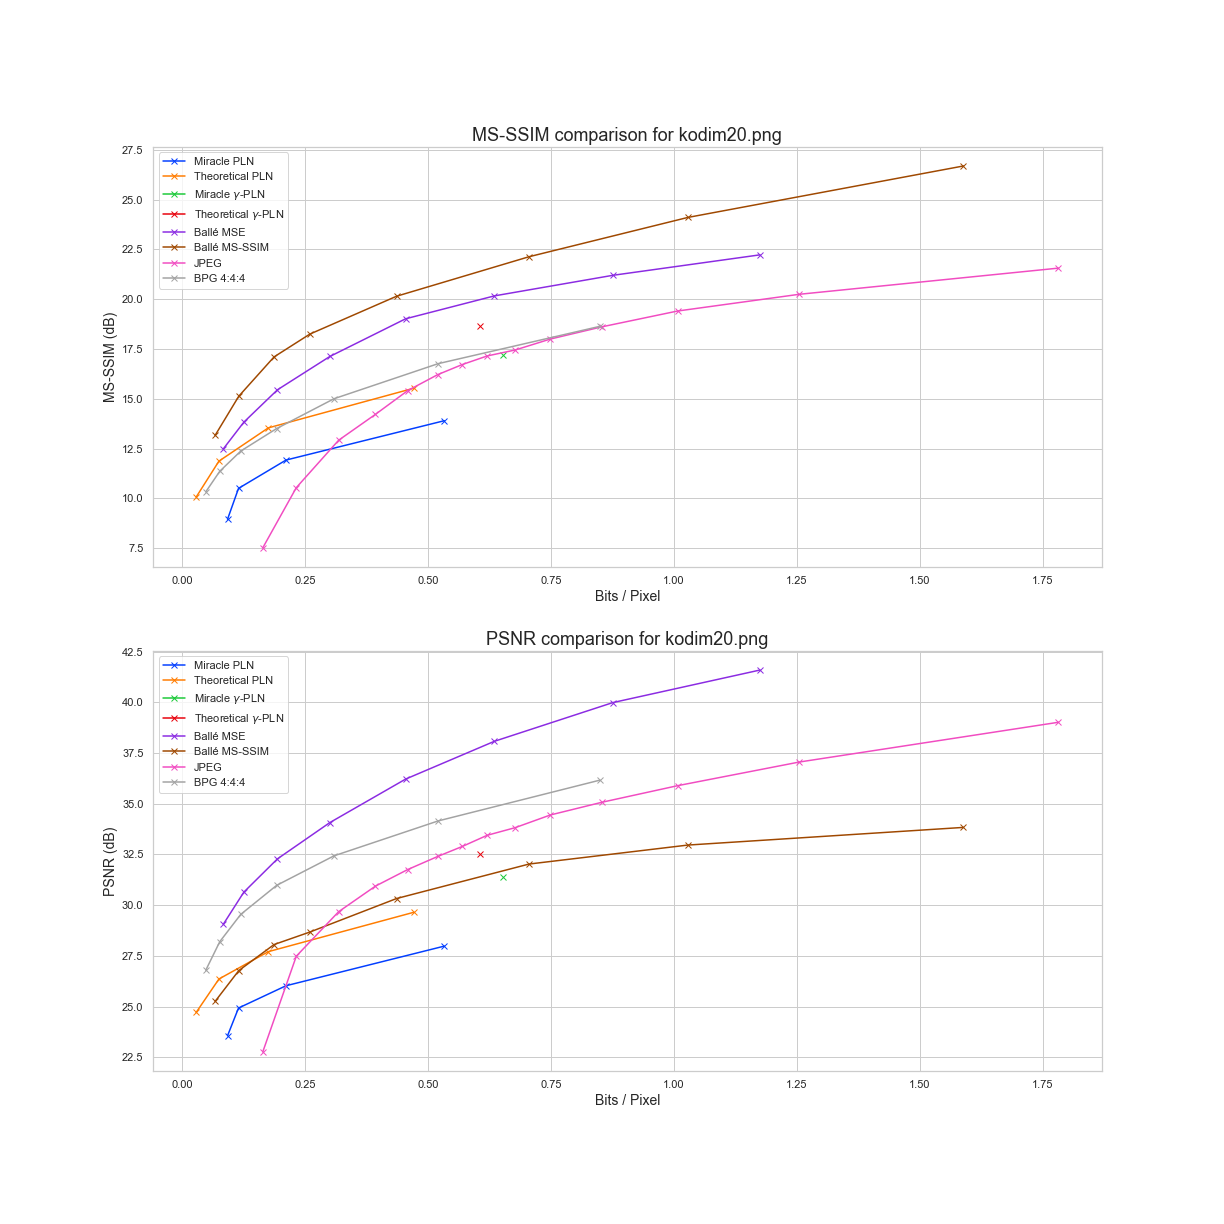 MS-SSIM comparison for kodim20.png
27.5
25.0
22.5
20.0
17.5
15.0
12.5
10.0
7.5
MS-SSIM (dB)
Miracle PLN
Theoretical PLN
Miracle γ-PLN
Theoretical γ-PLN
Ballé MSE
Ballé MS-SSIM
JPEG
BPG 4:4:4
0.00 0.25 0.50 0.75 1.00 1.25 1.50 1.75
Bits / Pixel
PSNR comparison for kodim20.png
42.5
40.0
37.5
35.0
32.5
30.0
27.5
25.0
22.5
PSNR (dB)
Miracle PLN
Theoretical PLN
Miracle γ-PLN
Theoretical γ-PLN
Ballé MSE
Ballé MS-SSIM
JPEG
BPG 4:4:4
0.00 0.25 0.50 0.75 1.00 1.25 1.50 1.75
Bits / Pixel